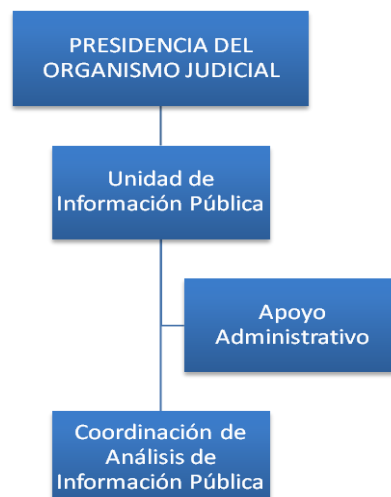 PRESIDENCIA DEL
ORGANISMO JUDICIAL
Unidad de
Información Pública
Apoyo
Administrativo
Coordinación de
Análisis de
Información Pública